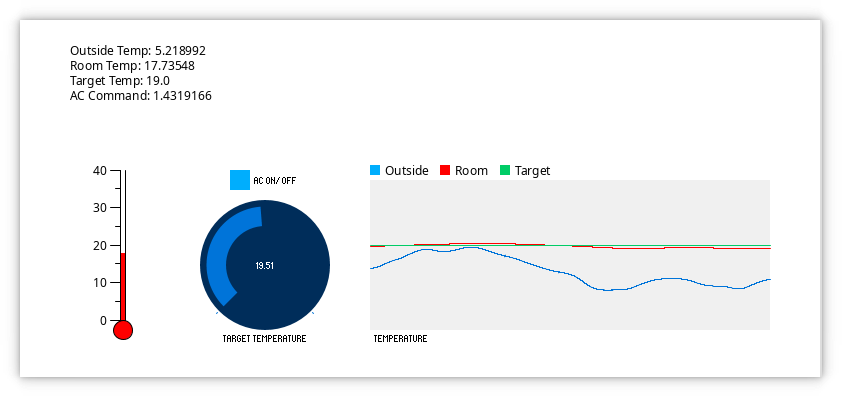 Outside Temp: 5.218992
Room Temp: 17.73548
Target Temp: 19.0
AC Command: 1.4319166
40
30
20
10
0
AC ON/OFF
19.51
TARGET TEMPERATURE
Outside Room Target
TEMPERATURE